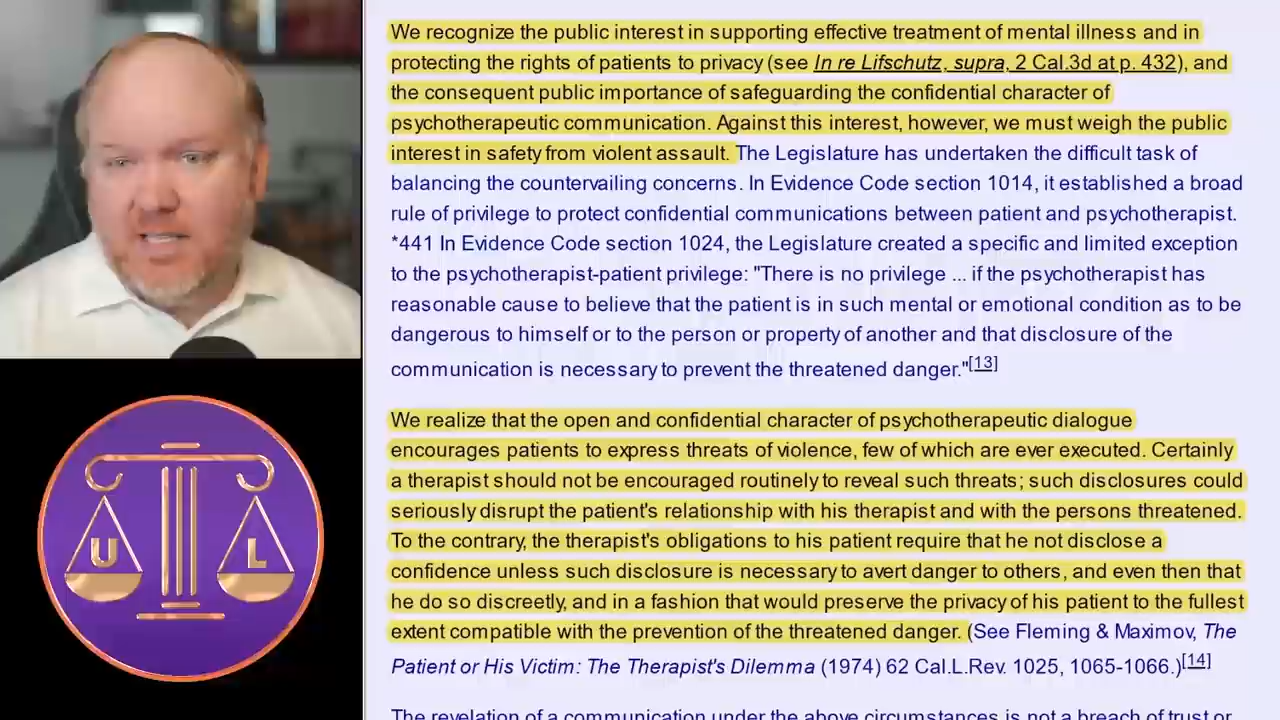 We recognize the public interest in supporting effective treatment of mental illness and in
protecting the rights of patients to privacy (see In re Lifschutz, supra, 2 Cal.3d at p. 432), and
the consequent public importance of safeguarding the confidential character of
psychotherapeutic communication. Against this interest, however, we must weigh the public
interest in safety from violent assault. The Legislature has undertaken the difficult task of
balancing the countervailing concerns. In Evidence Code section 1014, it established a broad
rule of privilege to protect confidential communications between patient and psychotherapist.
*441 In Evidence Code section 1024, the Legislature created a specific and limited exception
to the psychotherapist-patient privilege: "There is no privilege ... if the psychotherapist has
reasonable cause to believe that the patient is in such mental or emotional condition as to be
dangerous to himself or to the person or property of another and that disclosure of the
communication is necessary to prevent the threatened danger."[13]
We realize that the open and confidential character of psychotherapeutic dialogue
encourages patients to express threats of violence, few of which are ever executed. Certainly
a therapist should not be encouraged routinely to reveal such threats; such disclosures could
seriously disrupt the patient's relationship with his therapist and with the persons threatened.
To the contrary, the therapist's obligations to his patient require that he not disclose a
confidence unless such disclosure is necessary to avert danger to others, and even then that
he do so discreetly, and in a fashion that would preserve the privacy of his patient to the fullest
extent compatible with the prevention of the threatened danger. (See Fleming & Maximov, The
Patient or His Victim: The Therapist's Dilemma (1974) 62 Cal.L.Rev. 1025, 1065-1066.)[14]
The revelation of a communication under the above circumstances is not a breach of trust or
U L